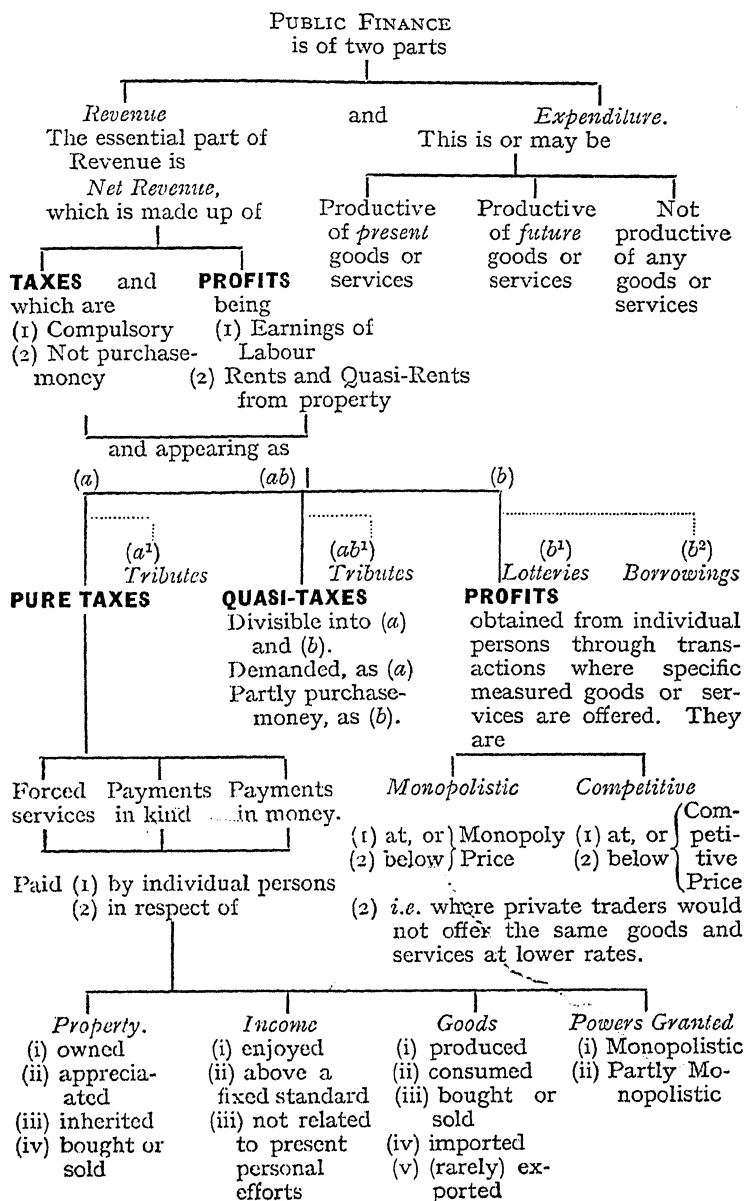 PUBLIC FINANCE
is of two parts
Revenue and Expenditure.
The essential part of
Revenue is
Net Revenue,
which is made up of
This is or may be
Productive
of present
goods or
services
Productive
of future
goods or
services
Not
productive
of any
goods or
services
TAXES and
which are
(1) Compulsory
(2) Not purchase-
money
PROFITS
being
(1) Earnings of
Labour
(2) Rents and Quasi-Rents
from property
and appearing as
(a) (ab) (b)
(a¹)
Tributes
(ab¹)
Tributes
(b¹)
Lotteries
(b²)
Borrowings
PURE TAXES
QUASI-TAXES
Divisible into (a)
and (b).
Demanded, as (a)
Partly purchase-
money, as (b).
PROFITS
obtained from individual
persons through trans-
actions where specific
measured goods or ser-
vices are offered. They
are
Forced
services
Payments
in kind
Payments
in money.
Monopolistic
(1) at, or
(2) below
Monopoly
Price
Competitive
(1) at, or
(2) below
Com-
peti-
tive
Price
Paid (1) by individual persons
(2) in respect of
(2) i.e. where private traders would
not offer the same goods and
services at lower rates.
Property.
(i) owned
(ii) apprecia-
ated
(iii) inherited
(iv) bought or
sold
Income
(i) enjoyed
(ii) above a
fixed standard
(iii) not related
to present
personal
efforts
Goods
(i) produced
(ii) consumed
(iii) bought or
sold
(iv) imported
(v) (rarely) ex-
ported
Powers Granted
(i) Monopolistic
(ii) Partly Mo-
nopolistic